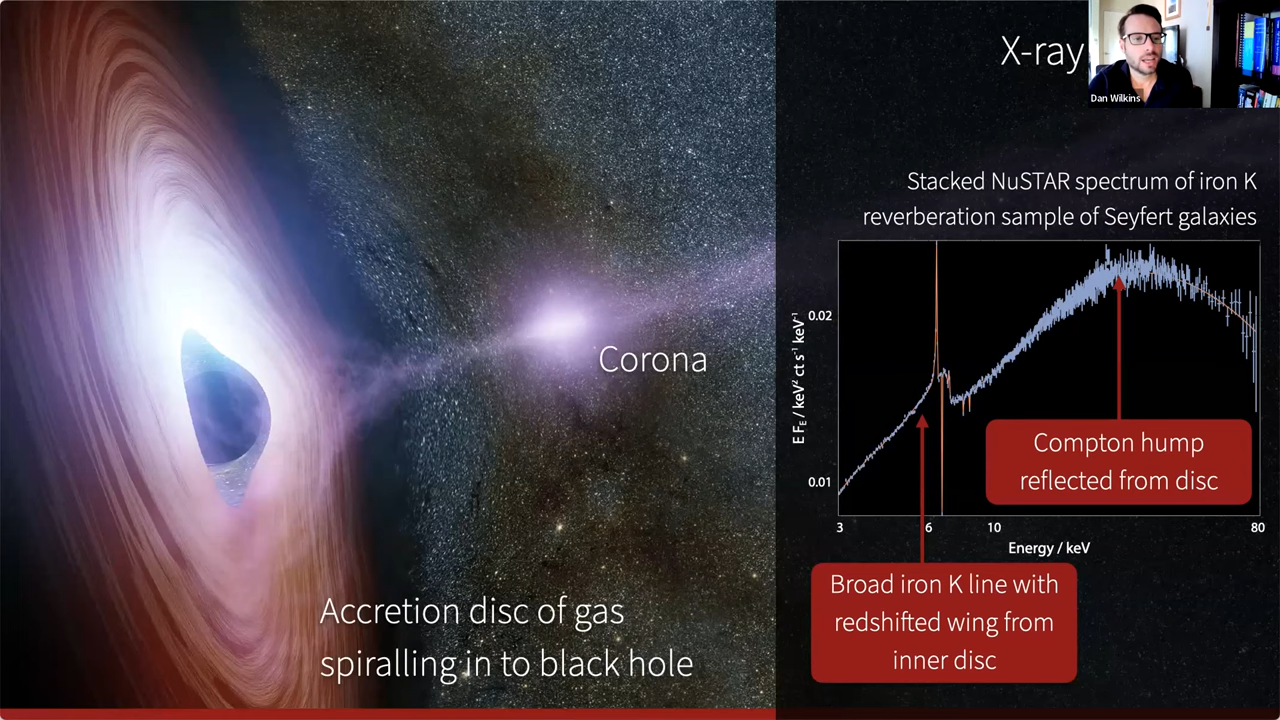 X-ray
Dan Wilkins
Stacked NuSTAR spectrum of iron K
reverberation sample of Seyfert galaxies
Corona
E F_E / keV² ct s⁻¹ keV⁻¹
0.02
0.01
3
6
10
80
Energy / keV
Compton hump
reflected from disc
Broad iron K line with
redshifted wing from
inner disc
Accretion disc of gas
spiralling in to black hole